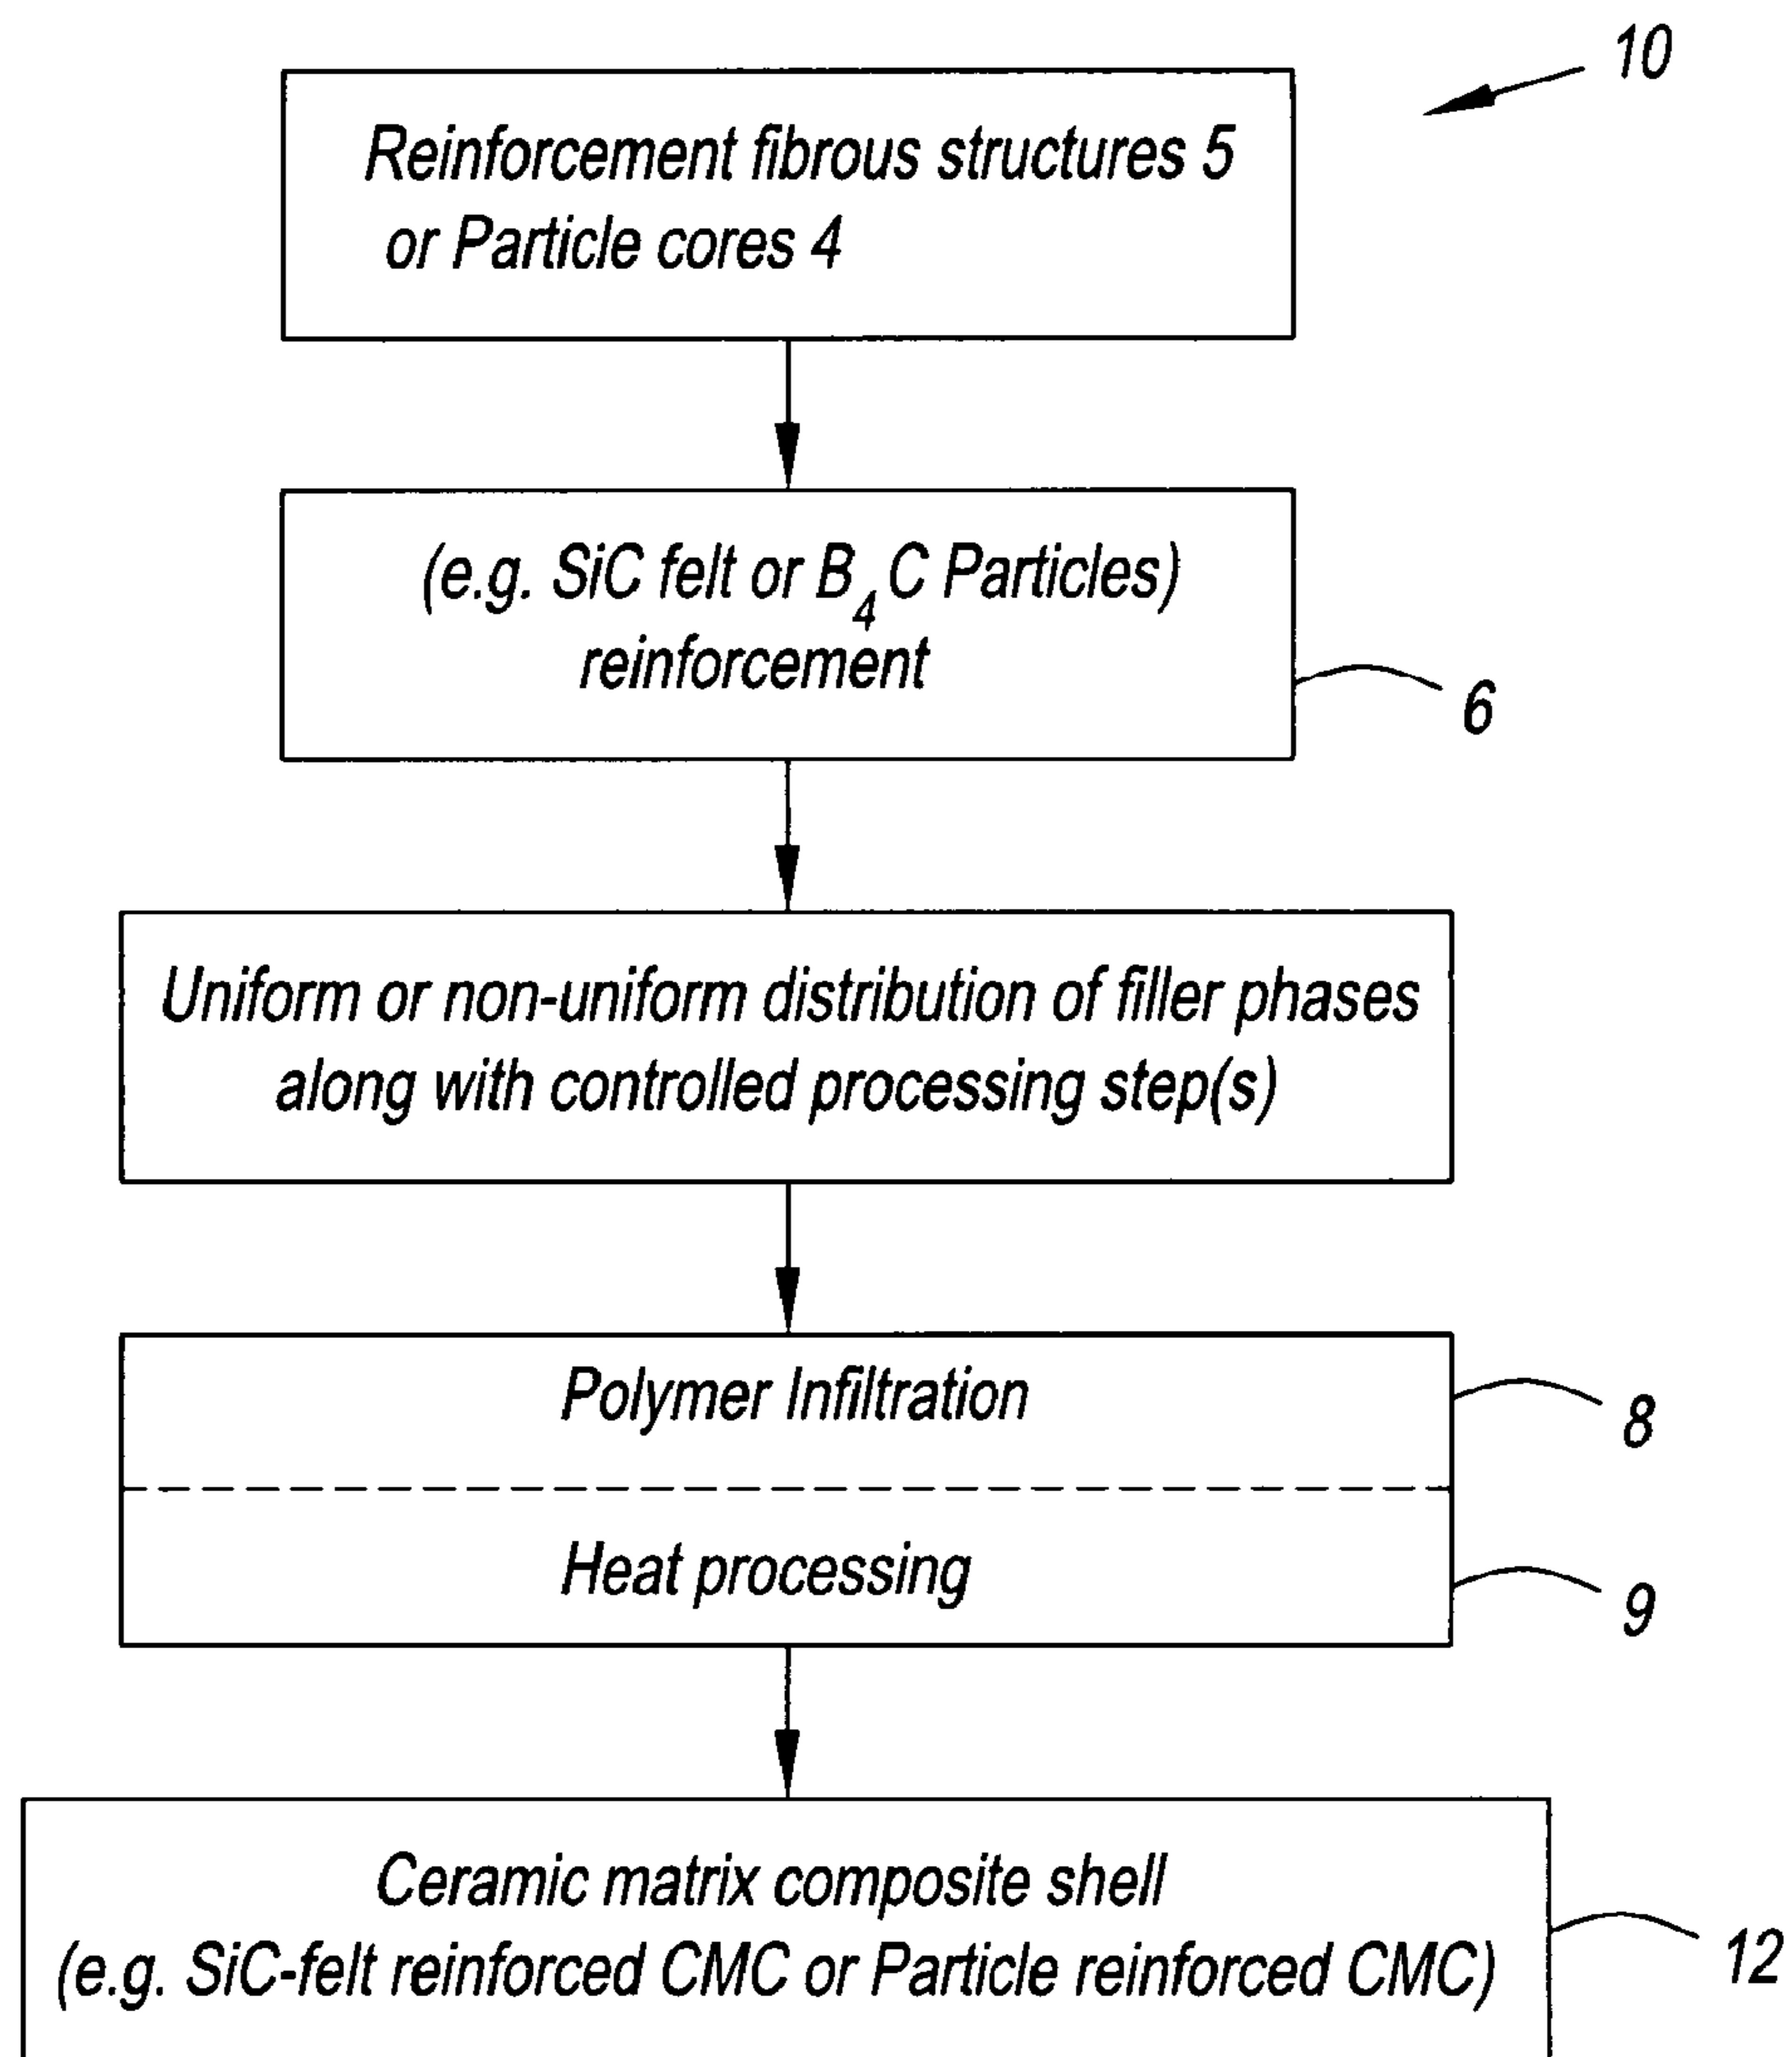 10
Reinforcement fibrous structures 5
or Particle cores 4
(e.g. SiC felt or B₄C Particles)
reinforcement
6
Uniform or non-uniform distribution of filler phases
along with controlled processing step(s)
Polymer Infiltration
8
Heat processing
9
Ceramic matrix composite shell
(e.g. SiC-felt reinforced CMC or Particle reinforced CMC)
12